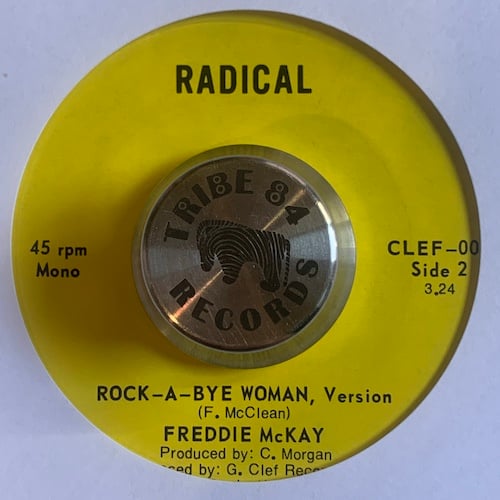 RADICAL
TRIBE 84
RECORDS
45 rpm
Mono
CLEF-00
Side 2
3.24
ROCK-A-BYE WOMAN, Version
(F. McClean)
FREDDIE McKAY
Produced by: C. Morgan
by: G. Clef